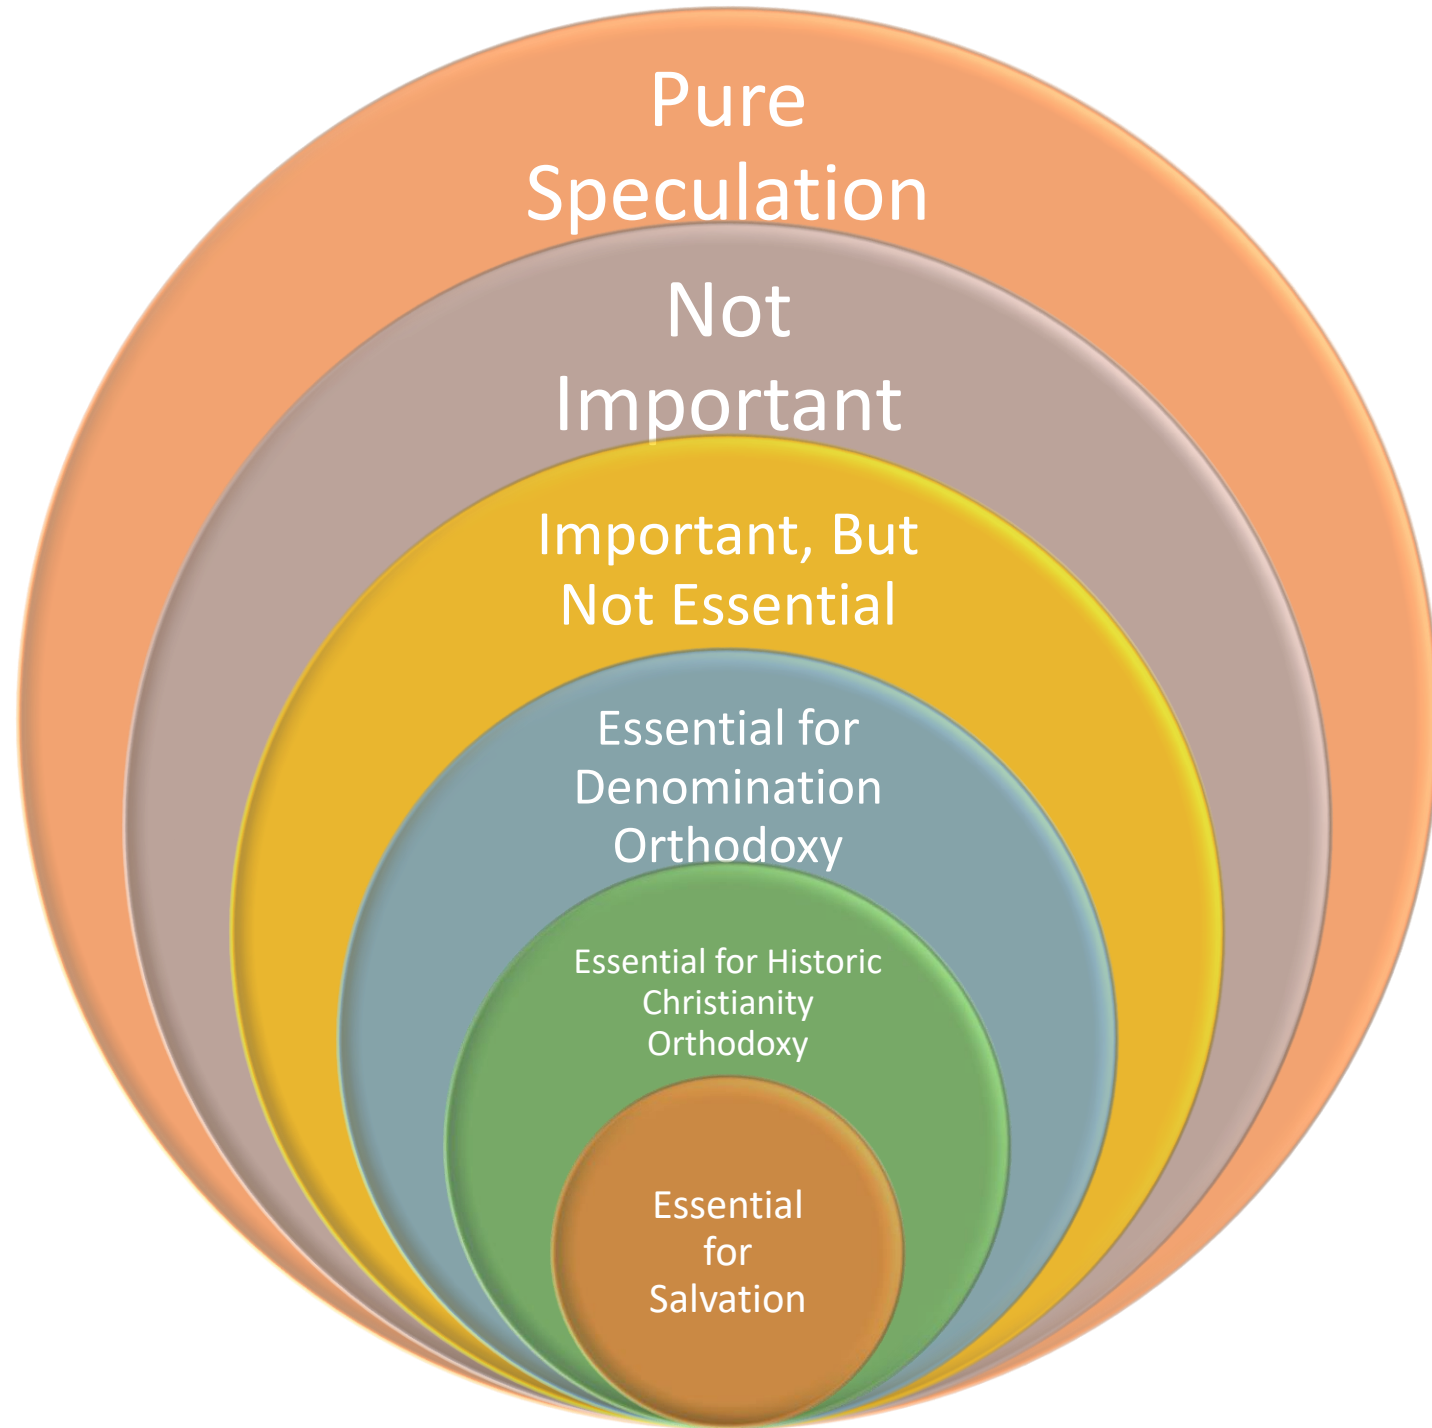 Pure
Speculation
Not
Important
Important, But
Not Essential
Essential for
Denomination
Orthodoxy
Essential for Historic
Christianity
Orthodoxy
Essential
for
Salvation